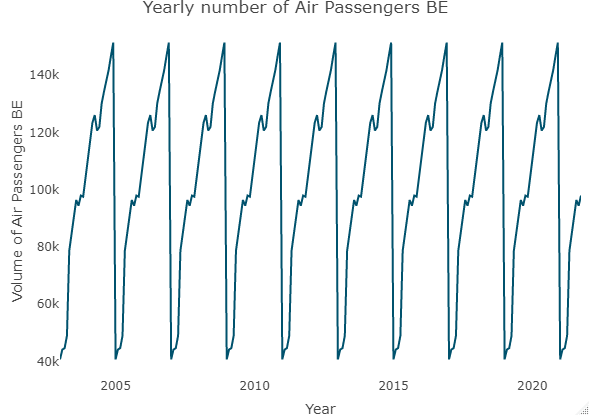 Yearly number of Air Passengers BE
Volume of Air Passengers BE
140k
120k
100k
80k
60k
40k
2005 2010 2015 2020
Year